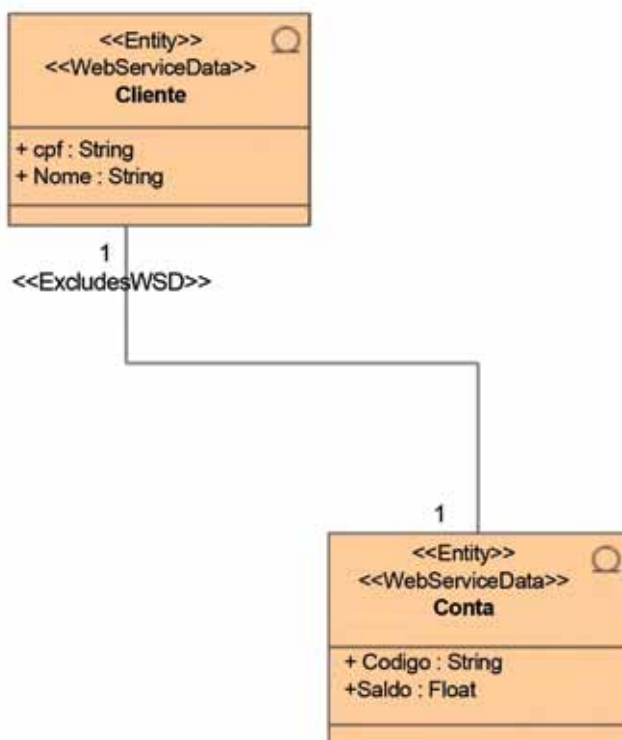 <<Entity>>
<<WebServiceData>>
Cliente
+ cpf : String
+ Nome : String
1
<<ExcludesWSD>>
1
<<Entity>>
<<WebServiceData>>
Conta
+ Codigo : String
+Saldo : Float